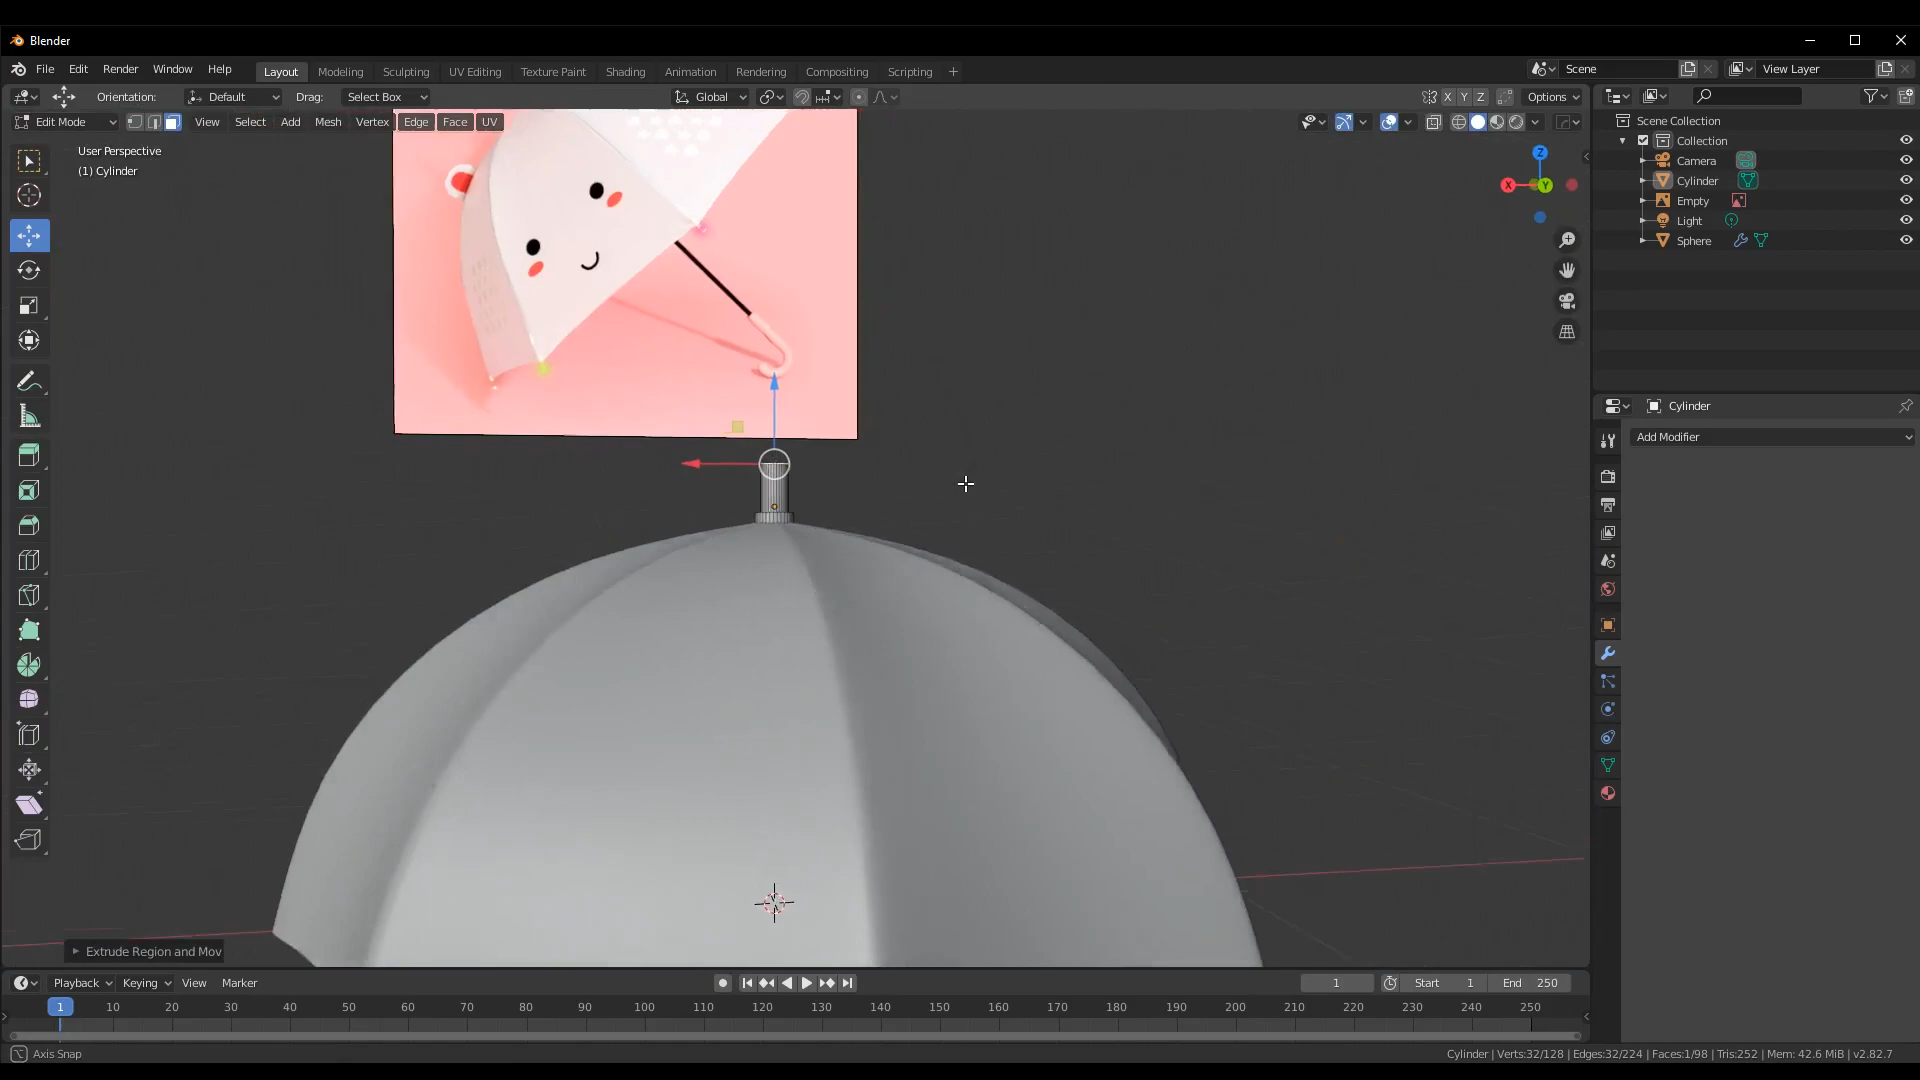 Blender
File Edit Render Window Help Layout Modeling Sculpting UV Editing Texture Paint Shading Animation Rendering Compositing Scripting + Scene View Layer
Orientation: Default Drag: Select Box Global X Y Z Options
Edit Mode View Select Add Mesh Vertex Edge Face UV
User Perspective
(1) Cylinder
Z
X Y
Scene Collection
Collection
Camera
Cylinder
Empty
Light
Sphere
Cylinder
Add Modifier
Extrude Region and Mov
Playback Keying View Marker 1 Start 1 End 250
1 10 20 30 40 50 60 70 80 90 100 110 120 130 140 150 160 170 180 190 200 210 220 230 240 250
Axis Snap Cylinder | Verts:32/128 | Edges:32/224 | Faces:1/98 | Tris:252 | Mem: 42.6 MiB | v2.82.7